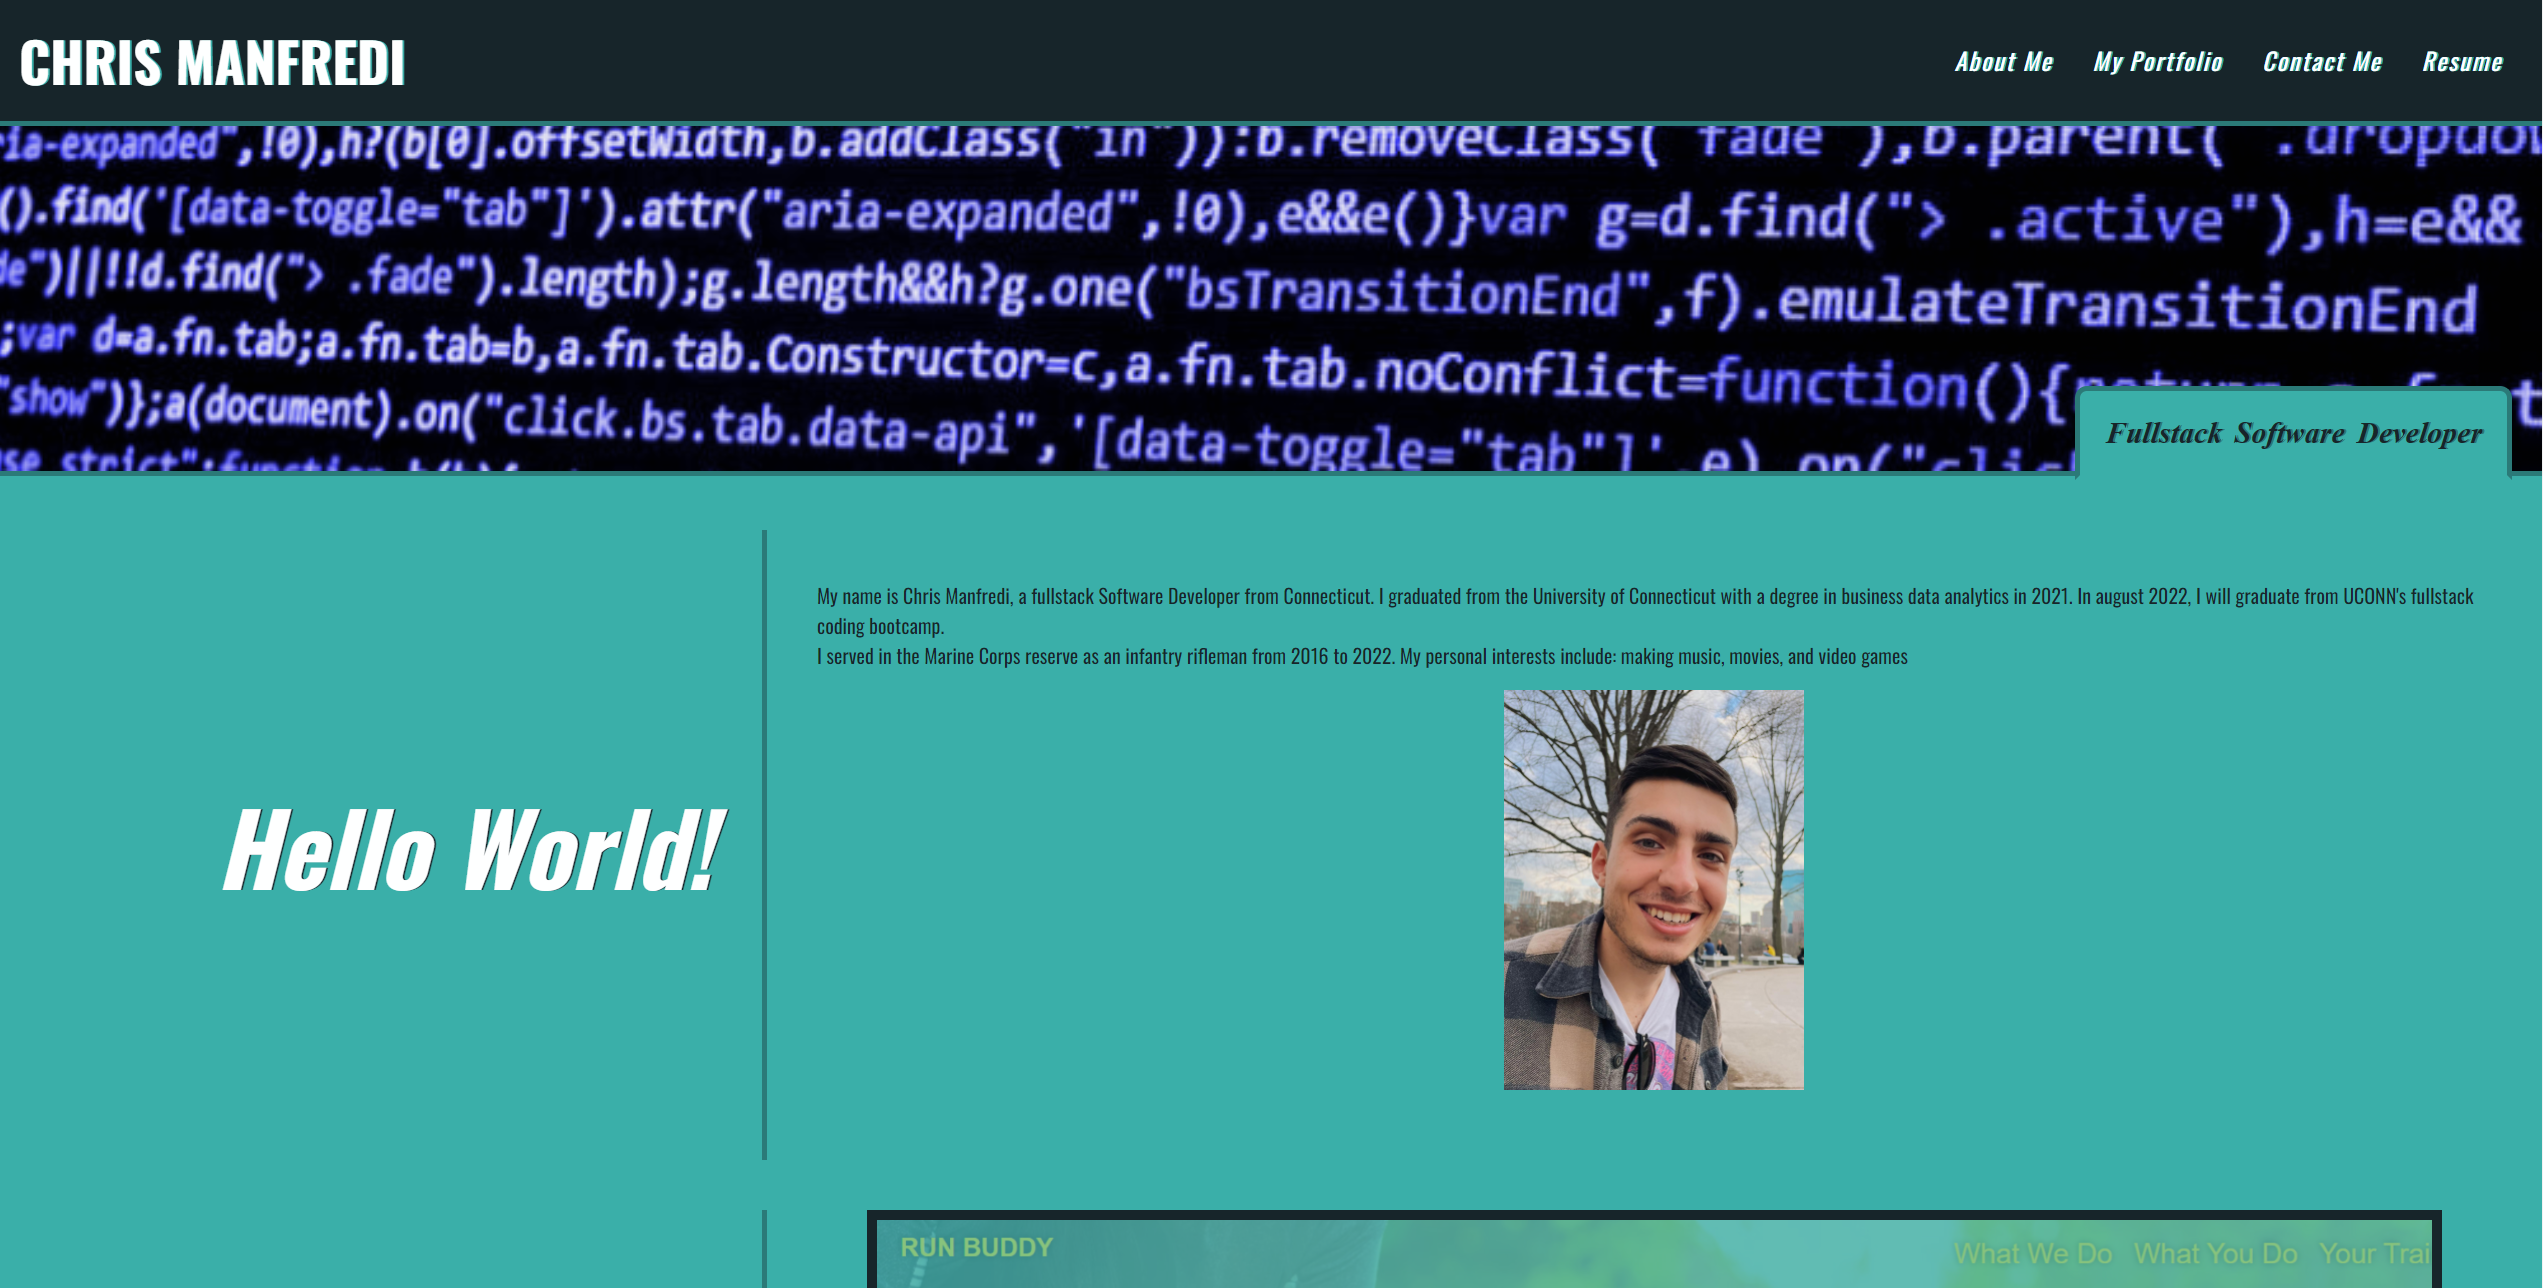 CHRIS MANFREDI
About Me My Portfolio Contact Me Resume
ia-expanded",!0),h?(b[0].offsetWidth,b.addClass("in")):b.removeClass("fade"),b.parent(".
().find('[data-toggle="tab"]').attr("aria-expanded",!0),e&&e()}var g=d.find("> .active"),h=e&&
")||!!d.find("> .fade").length);g.length&&h?g.one("bsTransitionEnd",f).emulateTransitionEnd
;var d=a.fn.tab;a.fn.tab=b,a.fn.tab.Constructor=c,a.fn.tab.noConflict=function(){
"show")};a(document).on("click.bs.tab.data-api",'[data-toggle="tab"]'
Fullstack Software Developer
My name is Chris Manfredi, a fullstack Software Developer from Connecticut. I graduated from the University of Connecticut with a degree in business data analytics in 2021. In august 2022, I will graduate from UCONN's fullstack
coding bootcamp.
I served in the Marine Corps reserve as an infantry rifleman from 2016 to 2022. My personal interests include: making music, movies, and video games
Hello World!
RUN BUDDY
What We Do What You Do Your Trai